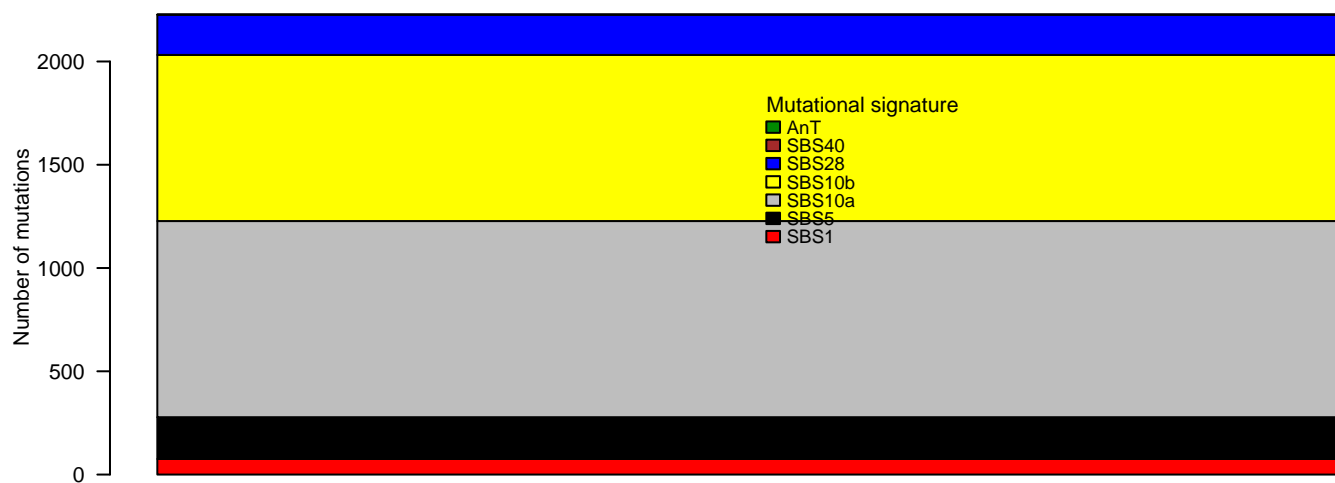 2000
1500
1000
500
0
Number of mutations
Mutational signature
AnT
SBS40
SBS28
SBS10b
SBS10a
SBS5
SBS1